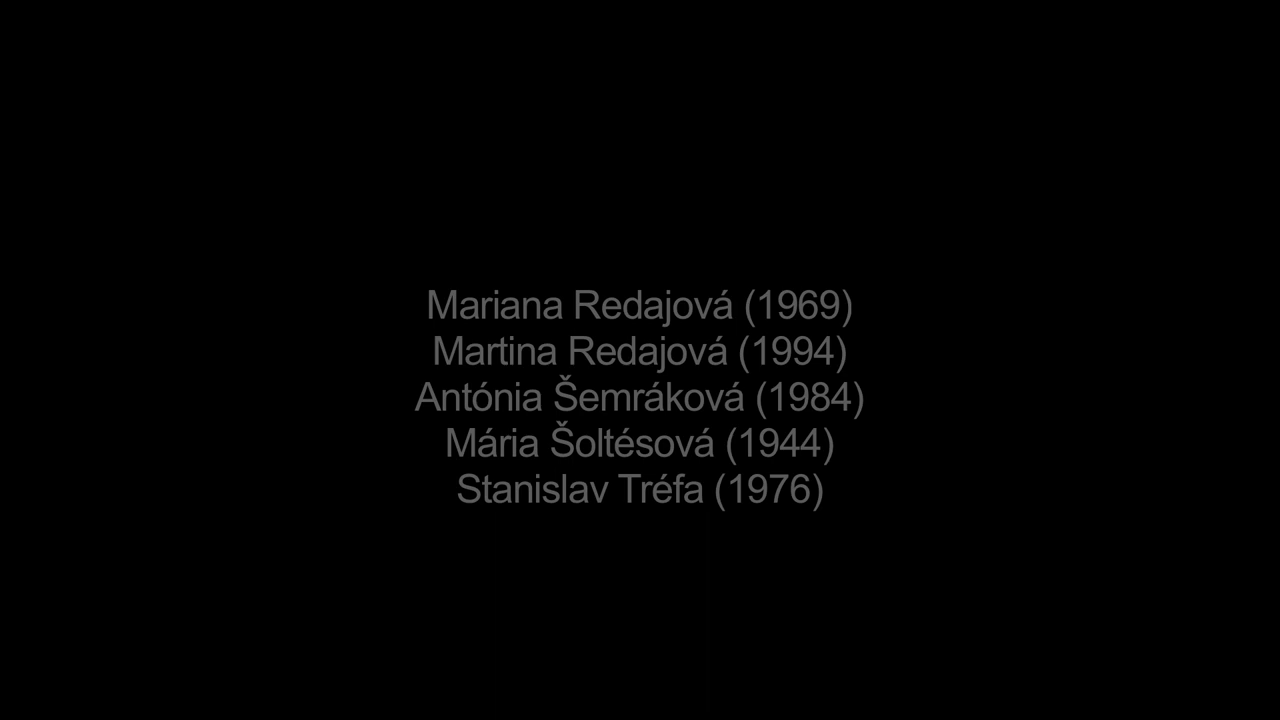 Mariana Redajová (1969)
Martina Redajová (1994)
Antónia Šemráková (1984)
Mária Šoltésová (1944)
Stanislav Tréfa (1976)